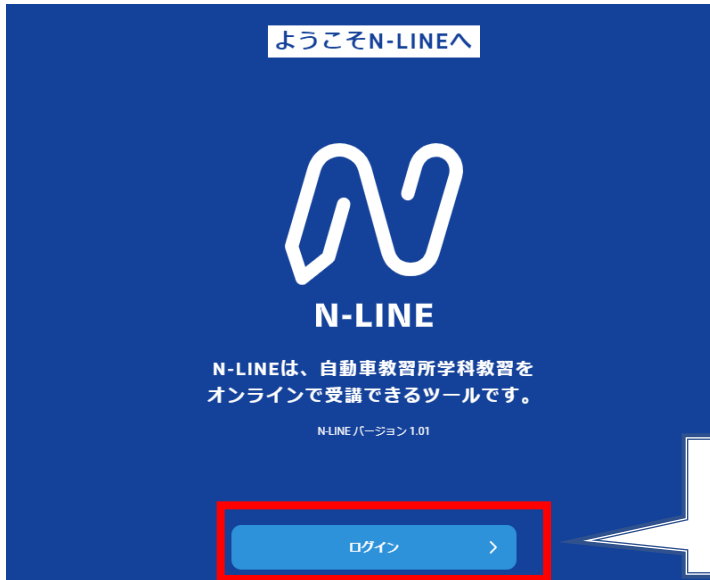 ようこそN-LINEへ
N-LINE
N-LINEは、自動車教習所学科教習を
オンラインで受講できるツールです。
N-LINE バージョン 1.01
ログイン